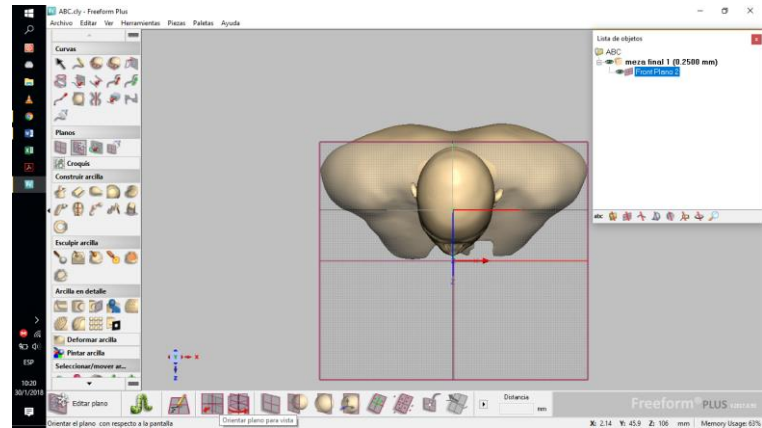 ABC.cly - Freeform Plus
Archivo Editar Ver Herramientas Piezas Paletas Ayuda
Curvas
Planos
Croquis
Construir arcilla
Esculpir arcilla
Arcilla en detalle
Deformar arcilla
Pintar arcilla
Seleccionar/mover ar...
Lista de objetos
ABC
meza final 1 (0.2500 mm)
Front Plano 2
abc
Z
Y
X
Z
ESP
10:20
30/1/2018
Editar plano
Distancia
mm
Freeform® PLUS
Orientar plano para vista
Orientar el plano con respecto a la pantalla
X: 2.14 Y: 45.9 Z: 106 mm Memory Usage: 63%